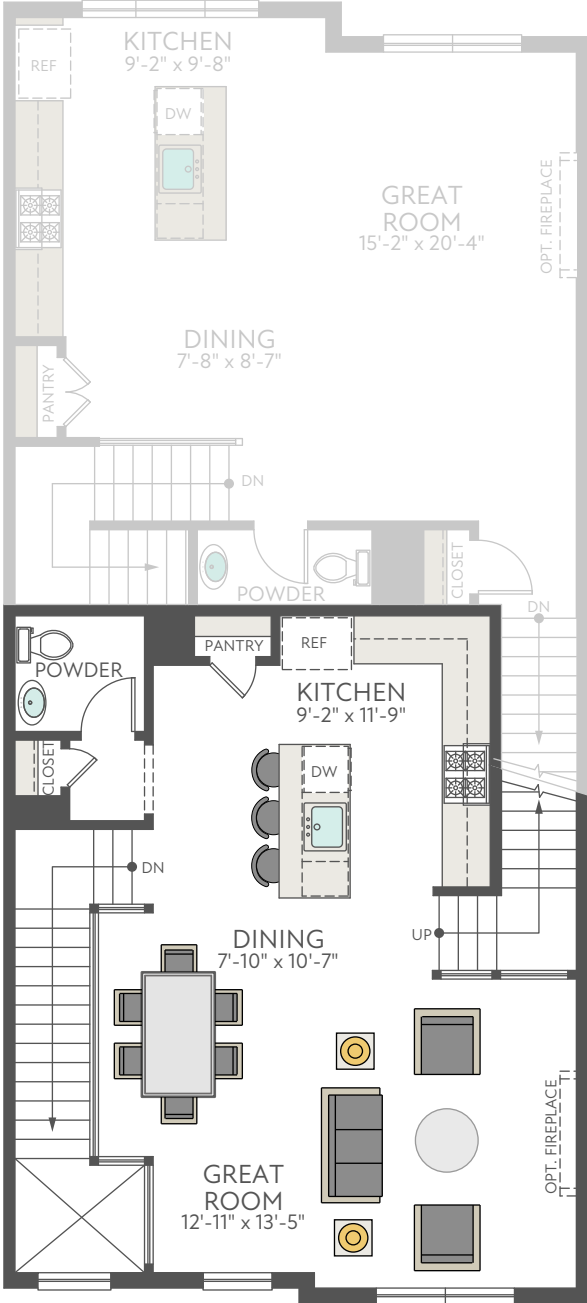 KITCHEN
9'-2" x 9'-8"
REF
DW
GREAT
ROOM
15'-2" x 20'-4"
OPT. FIREPLACE
DINING
7'-8" x 8'-7"
PANTRY
DN
CLOSET
POWDER
DN
POWDER
PANTRY
REF
KITCHEN
9'-2" x 11'-9"
CLOSET
DW
DN
UP
DINING
7'-10" x 10'-7"
OPT. FIREPLACE
GREAT
ROOM
12'-11" x 13'-5"